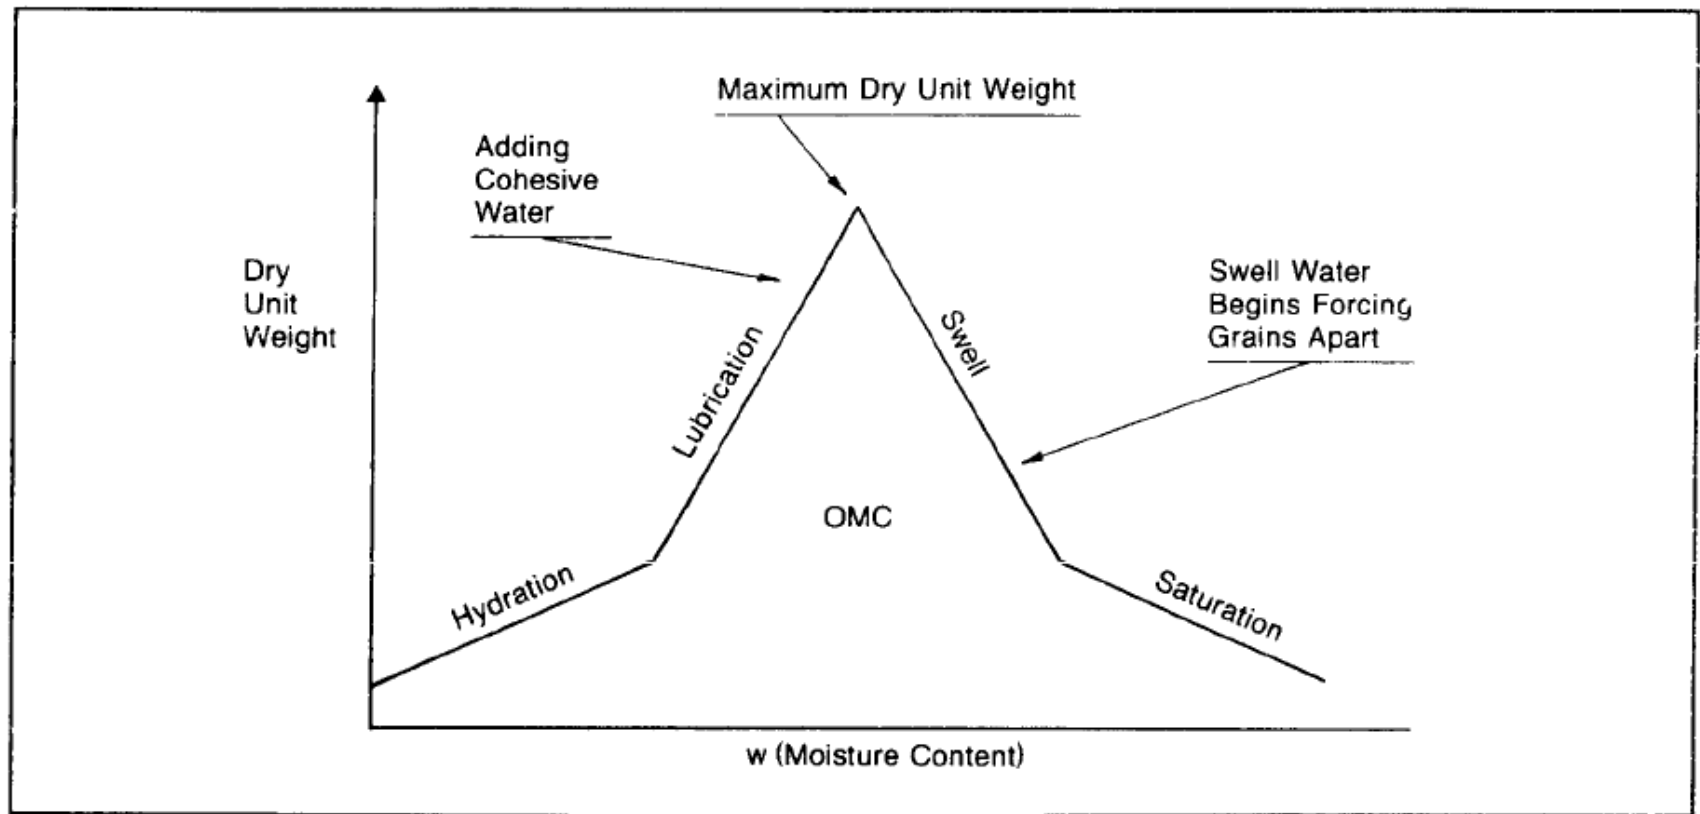 Maximum Dry Unit Weight
Adding
Cohesive
Water
Dry
Unit
Weight
Swell Water
Begins Forcing
Grains Apart
Lubrication
Swell
OMC
Hydration
Saturation
w (Moisture Content)